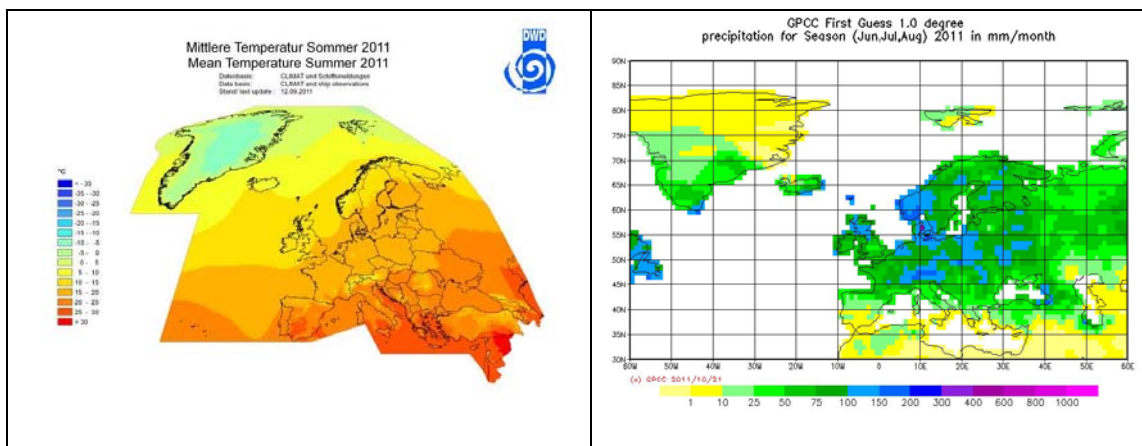 DWD
Mittlere Temperatur Sommer 2011
Mean Temperature Summer 2011
Datenbasis: CLIMAT und Schiffsmeldungen
Data basis: CLIMAT and ship observations
Stand/ last update : 12.09.2011
°C
< -35
-35 - -30
-30 - -25
-25 - -20
-20 - -15
-15 - -10
-10 - -5
-5 - 0
0 - 5
5 - 10
10 - 15
15 - 20
20 - 25
25 - 30
> 30
GPCC First Guess 1.0 degree
precipitation for Season (Jun,Jul,Aug) 2011 in mm/month
90N
85N
80N
75N
70N
65N
60N
55N
50N
45N
40N
35N
30N
60W 50W 40W 30W 20W 10W 0 10E 20E 30E 40E 50E 60E
(c) GPCC 2011/10/21
1 10 25 50 75 100 150 200 300 400 600 800 1000